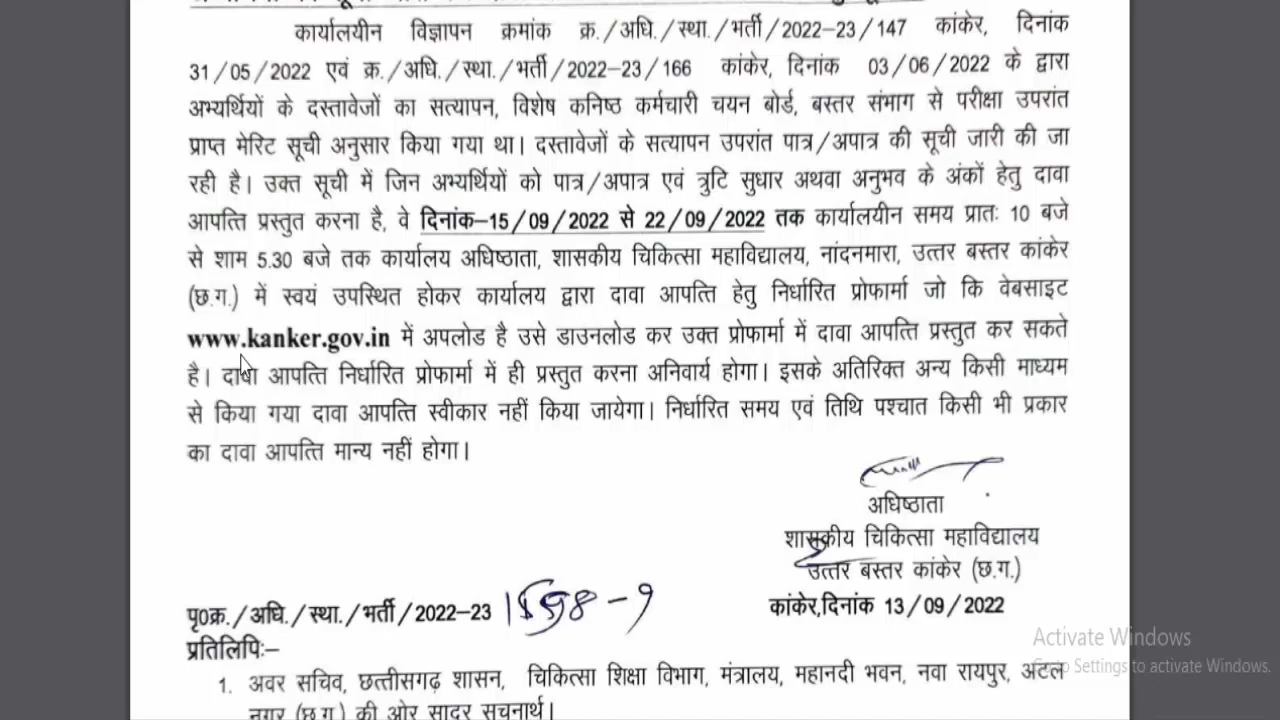 कार्यालयीन विज्ञापन क्रमांक क्र./अधि./स्था./भर्ती/2022-23/147 कांकेर, दिनांक
31/05/2022 एवं क्र./अधि./स्था./भर्ती/2022-23/166 कांकेर, दिनांक 03/06/2022 के द्वारा
अभ्यर्थियों के दस्तावेजों का सत्यापन, विशेष कनिष्ठ कर्मचारी चयन बोर्ड, बस्तर संभाग से परीक्षा उपरांत
प्राप्त मेरिट सूची अनुसार किया गया था। दस्तावेजों के सत्यापन उपरांत पात्र/अपात्र की सूची जारी की जा
रही है। उक्त सूची में जिन अभ्यर्थियों को पात्र/अपात्र एवं त्रुटि सुधार अथवा अनुभव के अंकों हेतु दावा
आपत्ति प्रस्तुत करना है, वे दिनांक-15/09/2022 से 22/09/2022 तक कार्यालयीन समय प्रातः 10 बजे
से शाम 5.30 बजे तक कार्यालय अधिष्ठाता, शासकीय चिकित्सा महाविद्यालय, नांदनमारा, उत्तर बस्तर कांकेर
(छ.ग.) में स्वयं उपस्थित होकर कार्यालय द्वारा दावा आपत्ति हेतु निर्धारित प्रोफार्मा जो कि वेबसाइट
www.kanker.gov.in में अपलोड है उसे डाउनलोड कर उक्त प्रोफार्मा में दावा आपत्ति प्रस्तुत कर सकते
है। दावा आपत्ति निर्धारित प्रोफार्मा में ही प्रस्तुत करना अनिवार्य होगा। इसके अतिरिक्त अन्य किसी माध्यम
से किया गया दावा आपत्ति स्वीकार नहीं किया जायेगा। निर्धारित समय एवं तिथि पश्चात किसी भी प्रकार
का दावा आपत्ति मान्य नहीं होगा।
अधिष्ठाता
शासकीय चिकित्सा महाविद्यालय
उत्तर बस्तर कांकेर (छ.ग.)
पृ०क्र./अधि./स्था./भर्ती/2022-23
कांकेर,दिनांक 13/09/2022
प्रतिलिपिः-
Activate Windows
Go to Settings to activate Windows.
1. अवर सचिव, छत्तीसगढ़ शासन, चिकित्सा शिक्षा विभाग, मंत्रालय, महानदी भवन, नवा रायपुर, अटल
नगर (छ.ग.) की ओर सादर सूचनार्थ।